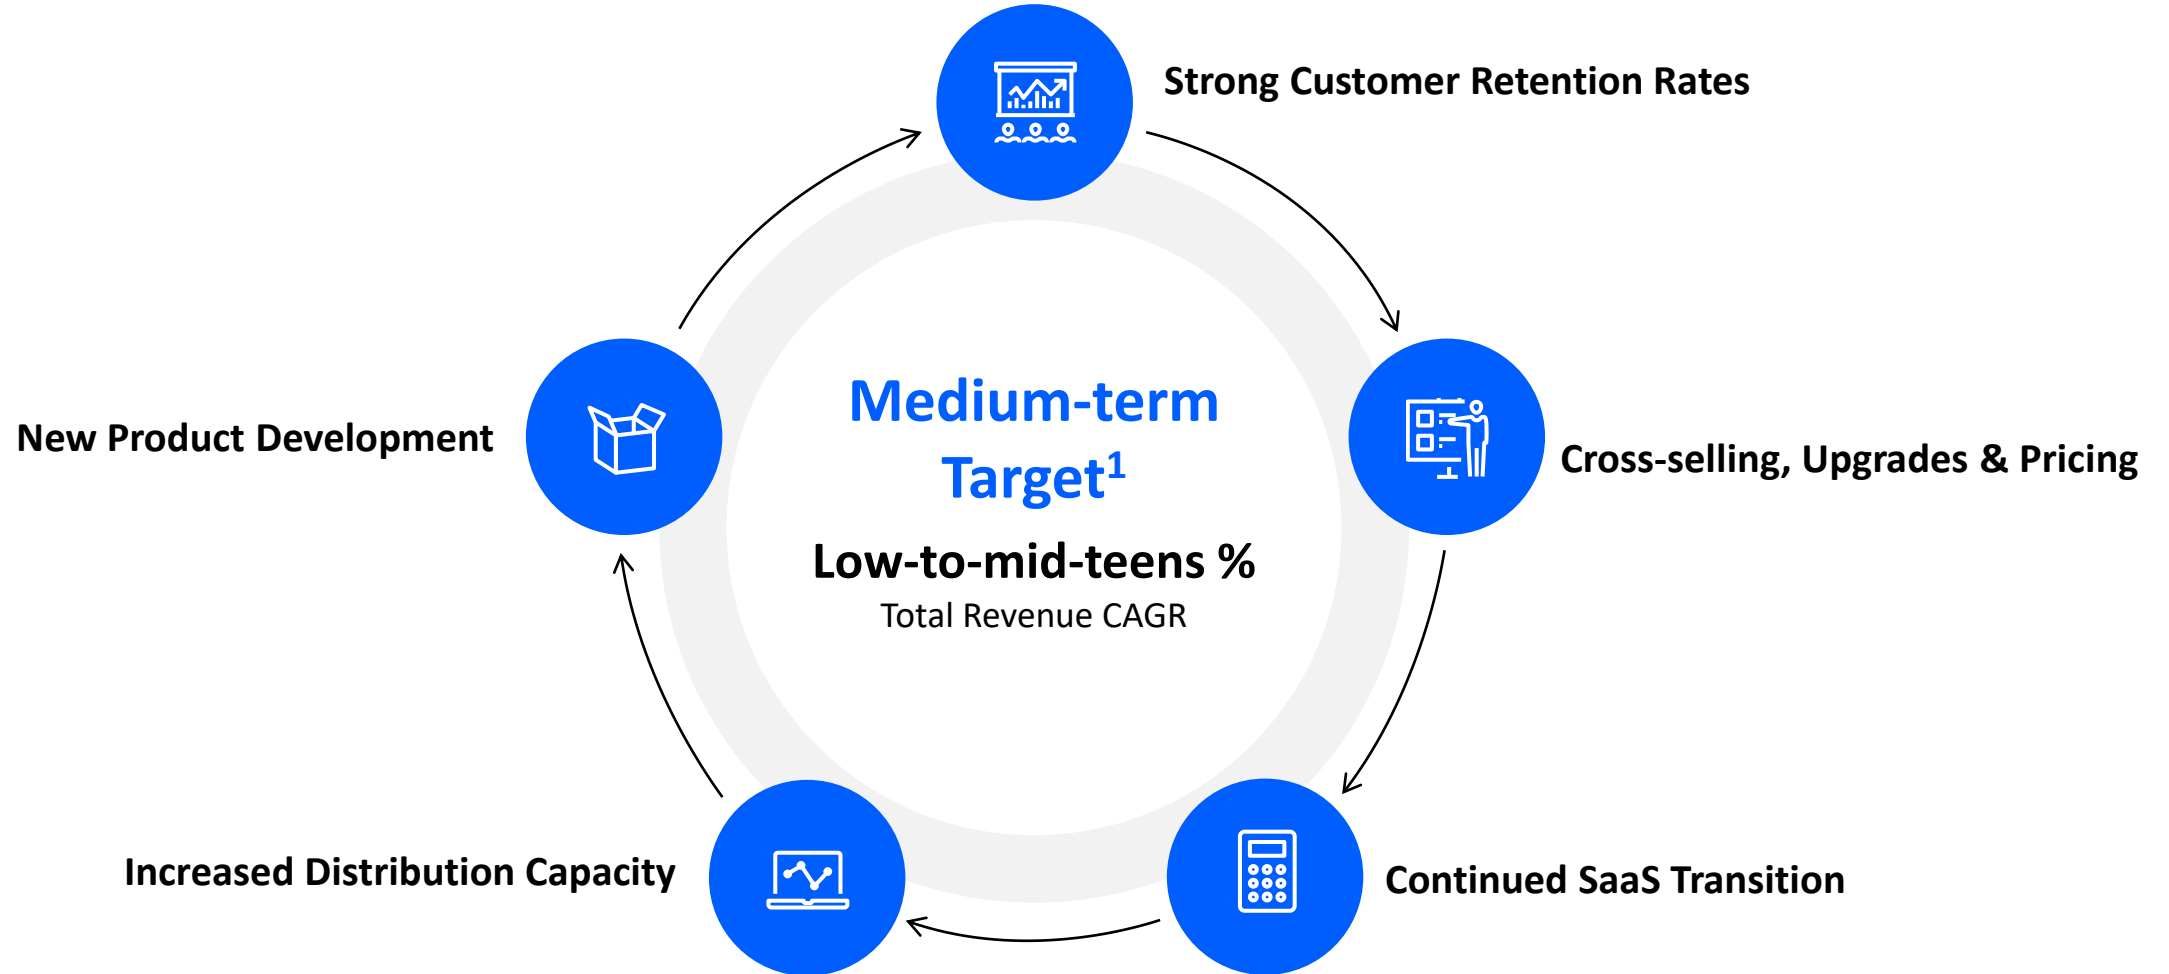 Strong Customer Retention Rates
Cross-selling, Upgrades & Pricing
Continued SaaS Transition
Increased Distribution Capacity
New Product Development
Medium-term
Target¹
Low-to-mid-teens %
Total Revenue CAGR